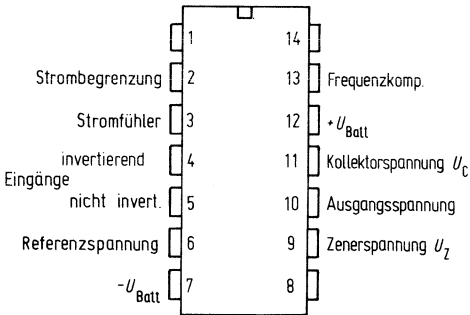 1 14
Strombegrenzung 2 13 Frequenzkomp.
Stromfühler 3 12 +U_Batt
invertierend 4 11 Kollektorspannung U_C
Eingänge
nicht invert. 5 10 Ausgangsspannung
Referenzspannung 6 9 Zenerspannung U_Z
-U_Batt 7 8